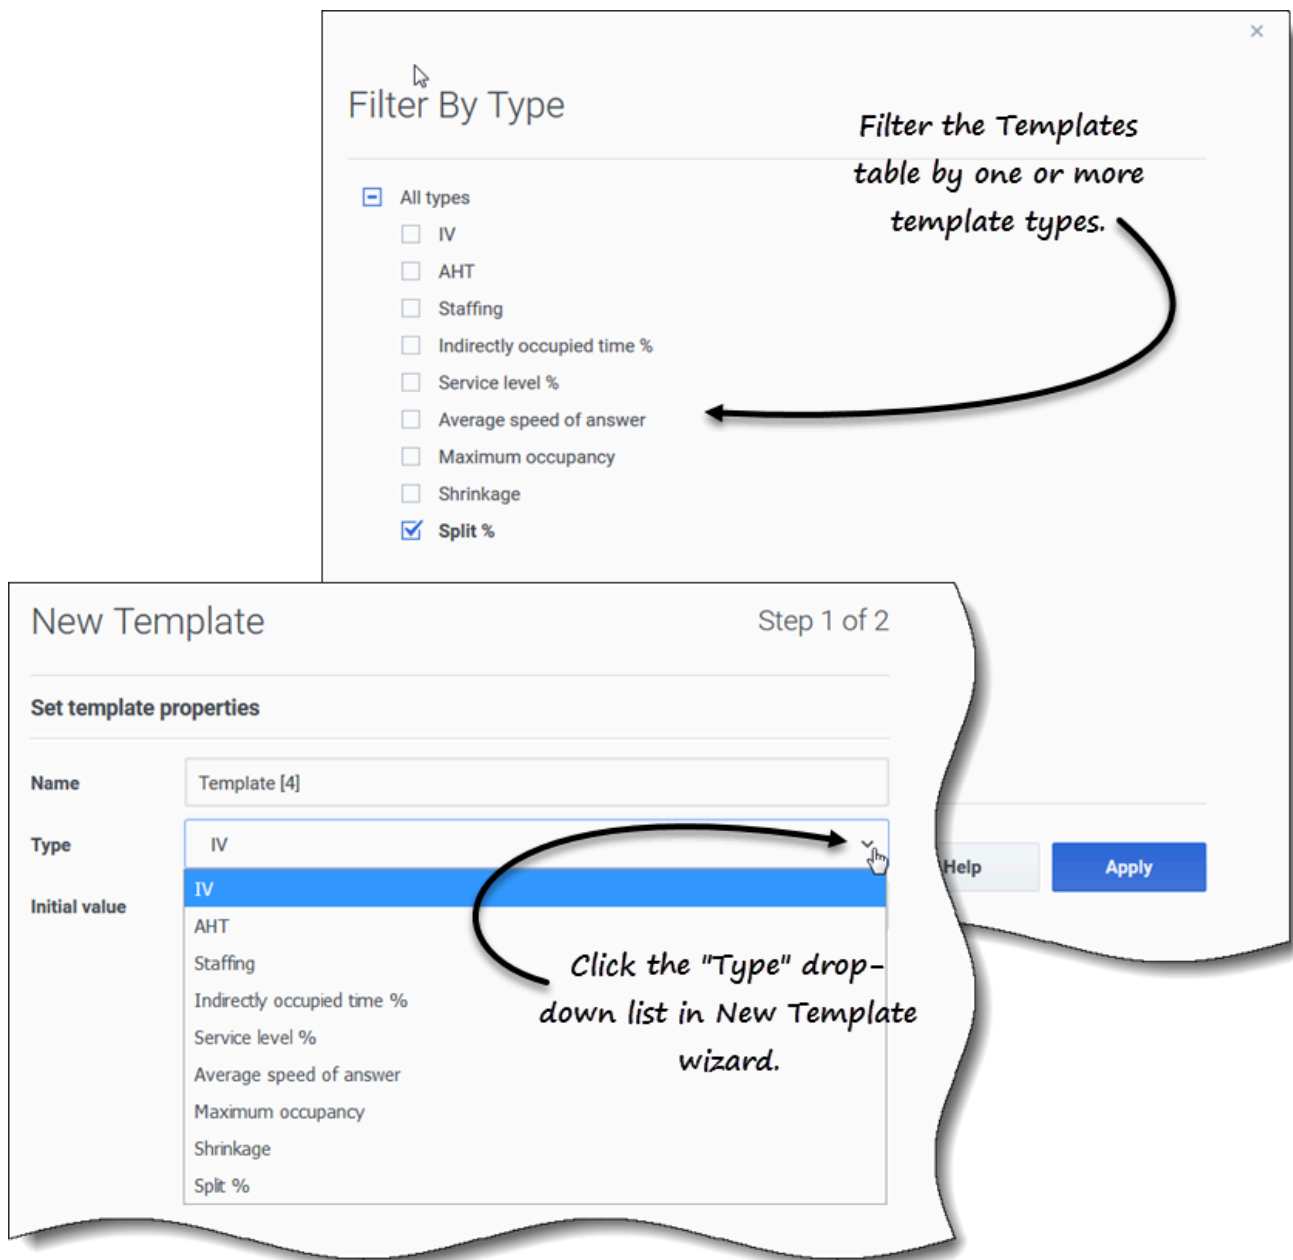 Filter By Type
Filter the Templates
table by one or more
template types.
All types
IV
AHT
Staffing
Indirectly occupied time %
Service level %
Average speed of answer
Maximum occupancy
Shrinkage
Split %
Help
Apply
New Template
Step 1 of 2
Set template properties
Name
Template [4]
Type
IV
Initial value
IV
AHT
Staffing
Indirectly occupied time %
Service level %
Average speed of answer
Maximum occupancy
Shrinkage
Split %
Click the "Type" drop-
down list in New Template
wizard.